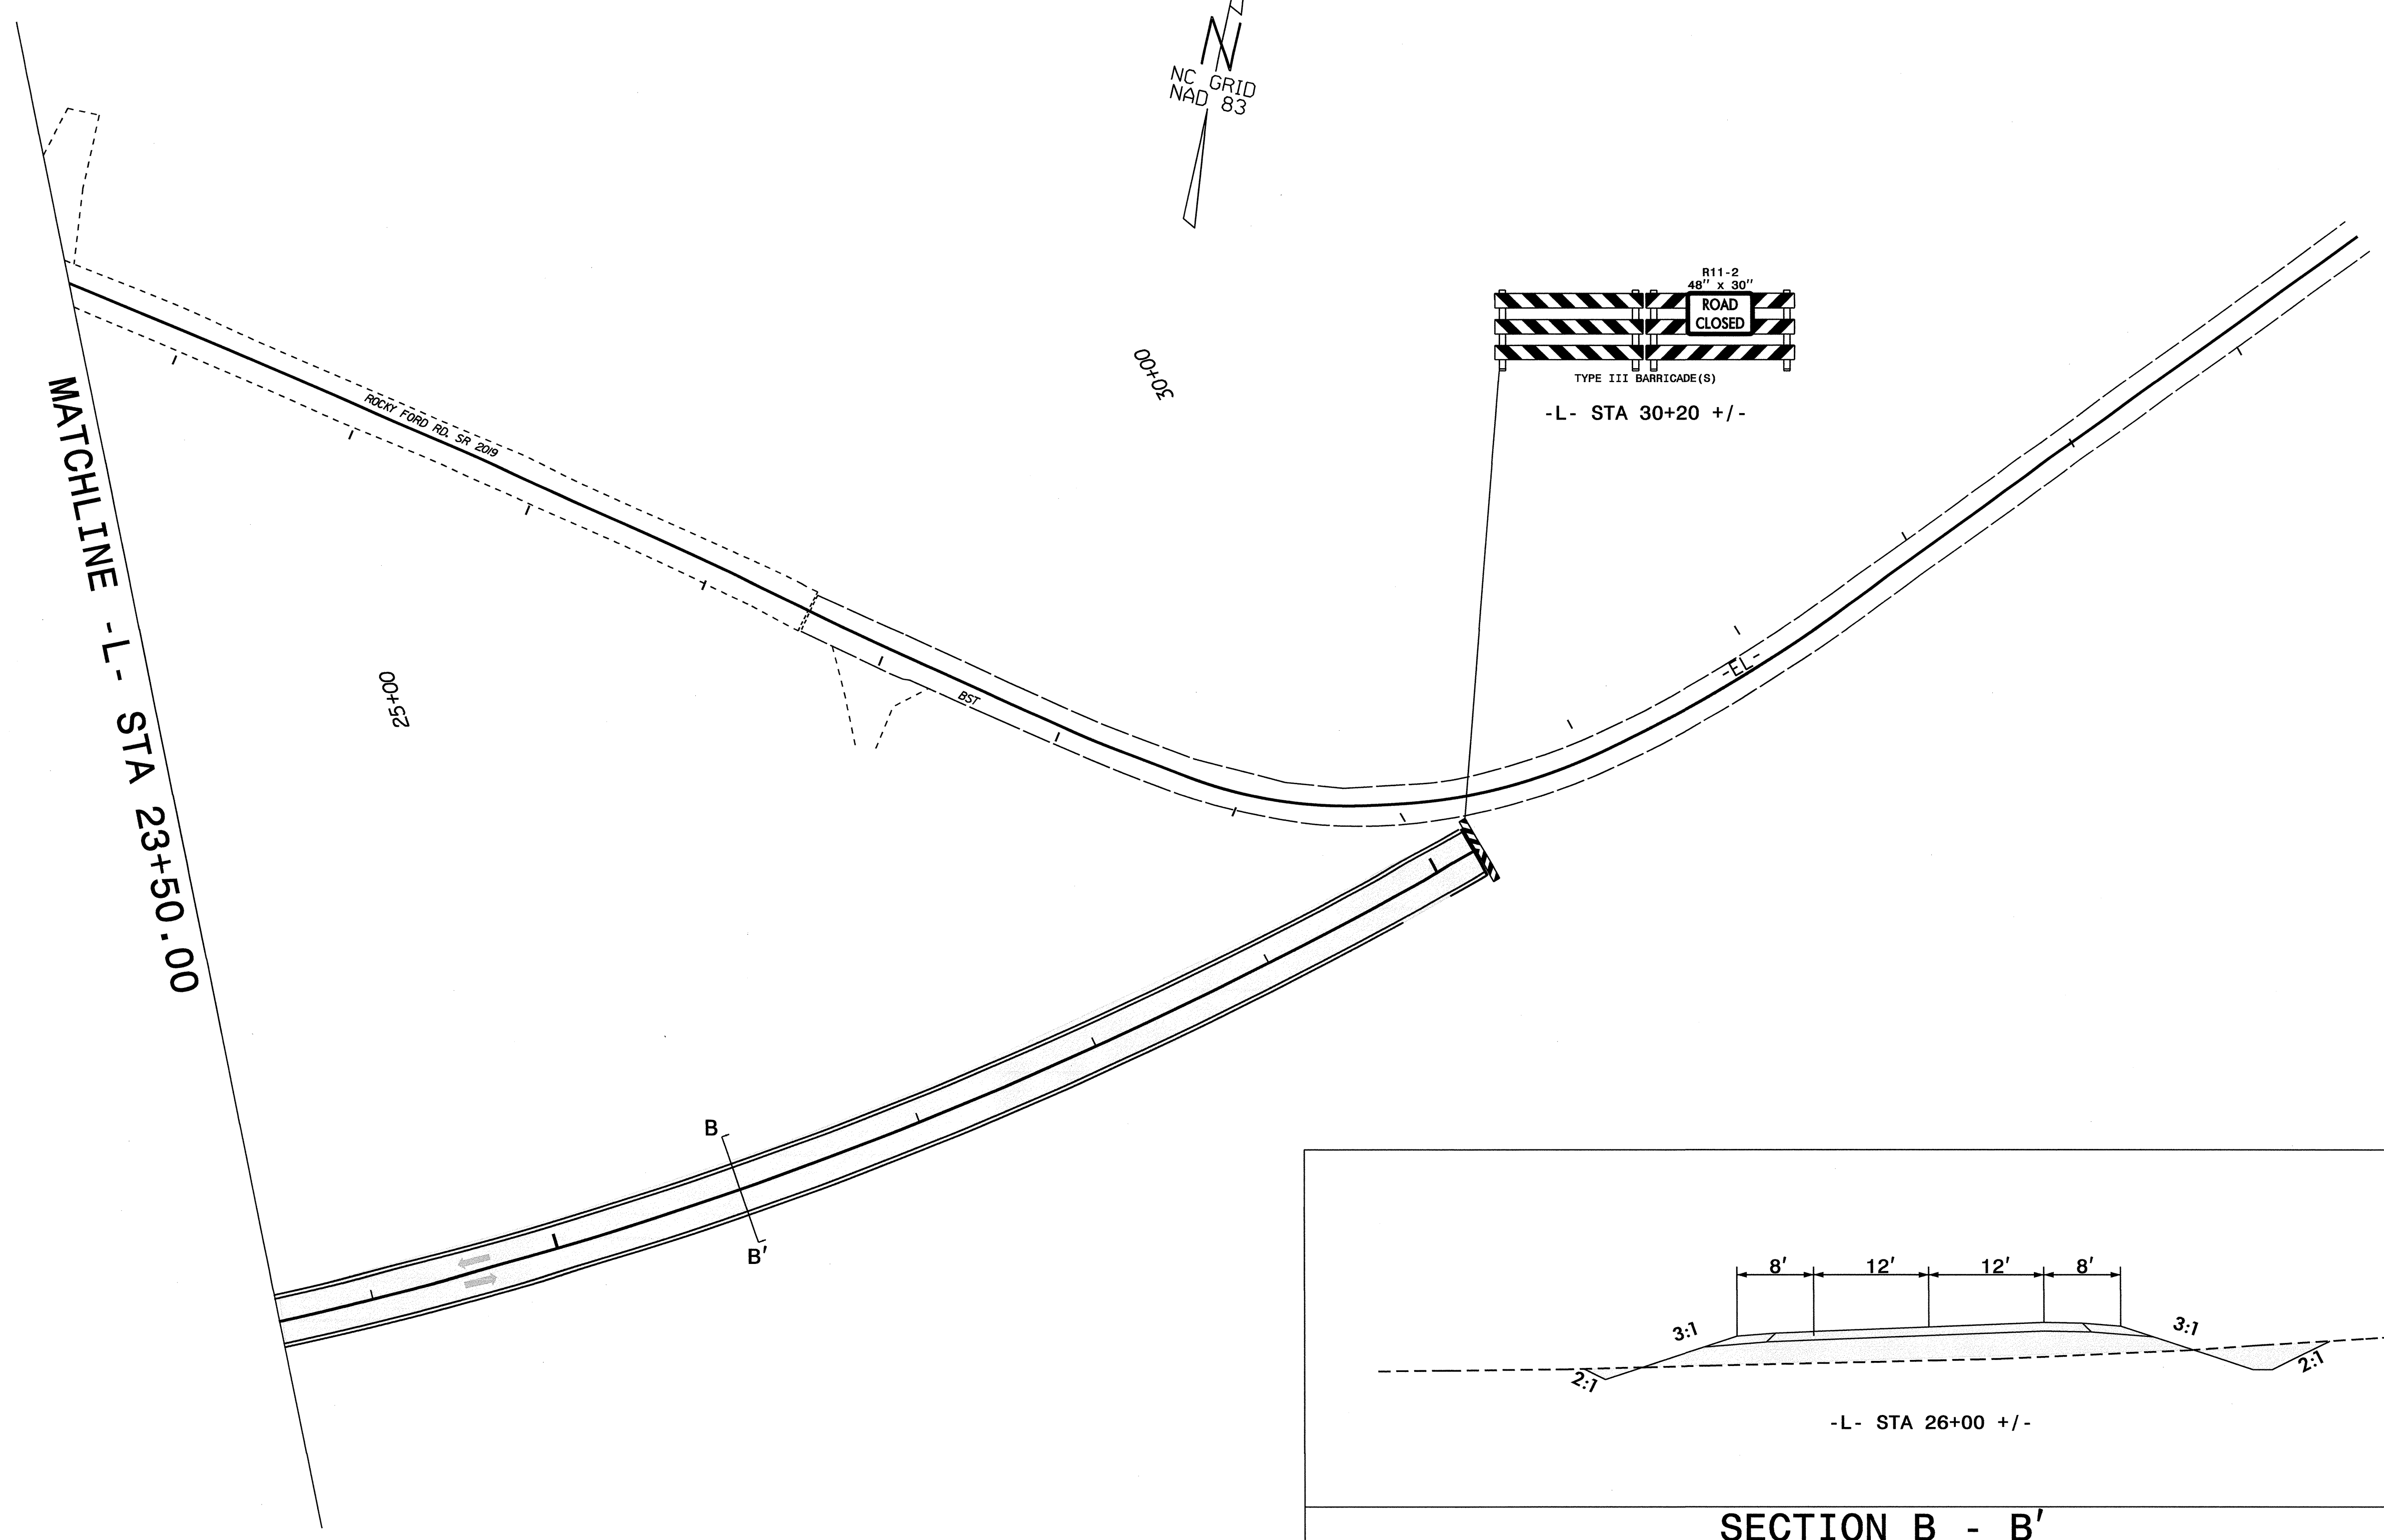 N
NC GRID
NAD 83
R11-2
48" x 30"
ROAD
CLOSED
TYPE III BARRICADE(S)
-L- STA 30+20 +/-
30+00
ROCKY FORD RD. SR 2019
MATCHLINE -L- STA 23+50.00
25+00
BST
-EL-
B
B'
8' 12' 12' 8'
3:1 3:1
2:1 2:1
-L- STA 26+00 +/-
SECTION B - B'